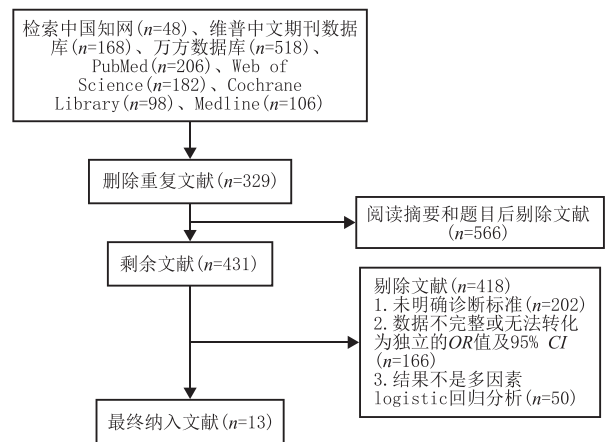 检索中国知网(n=48)、维普中文期刊数据
库(n=168)、万方数据库(n=518)、
PubMed(n=206)、Web of
Science(n=182)、Cochrane
Library(n=98)、Medline(n=106)
删除重复文献(n=329)
阅读摘要和题目后剔除文献
(n=566)
剩余文献(n=431)
剔除文献(n=418)
1.未明确诊断标准(n=202)
2.数据不完整或无法转化
为独立的OR值及95% CI
(n=166)
3.结果不是多因素
logistic回归分析(n=50)
最终纳入文献(n=13)